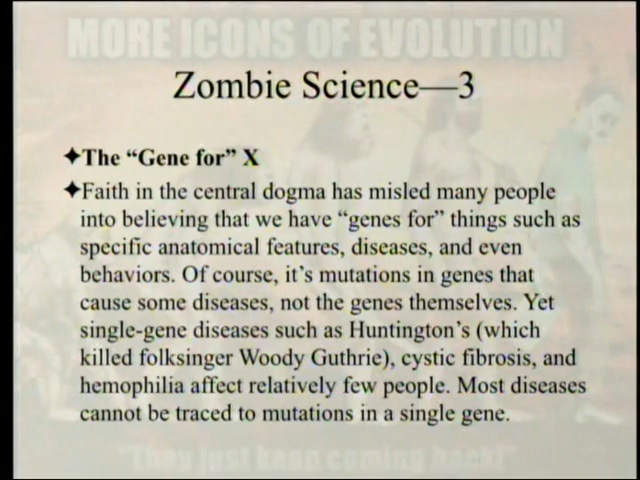 MORE ICONS OF EVOLUTION
Zombie Science—3
✦The “Gene for” X
✦Faith in the central dogma has misled many people
into believing that we have “genes for” things such as
specific anatomical features, diseases, and even
behaviors. Of course, it’s mutations in genes that
cause some diseases, not the genes themselves. Yet
single-gene diseases such as Huntington’s (which
killed folksinger Woody Guthrie), cystic fibrosis, and
hemophilia affect relatively few people. Most diseases
cannot be traced to mutations in a single gene.
"They just keep coming back!"